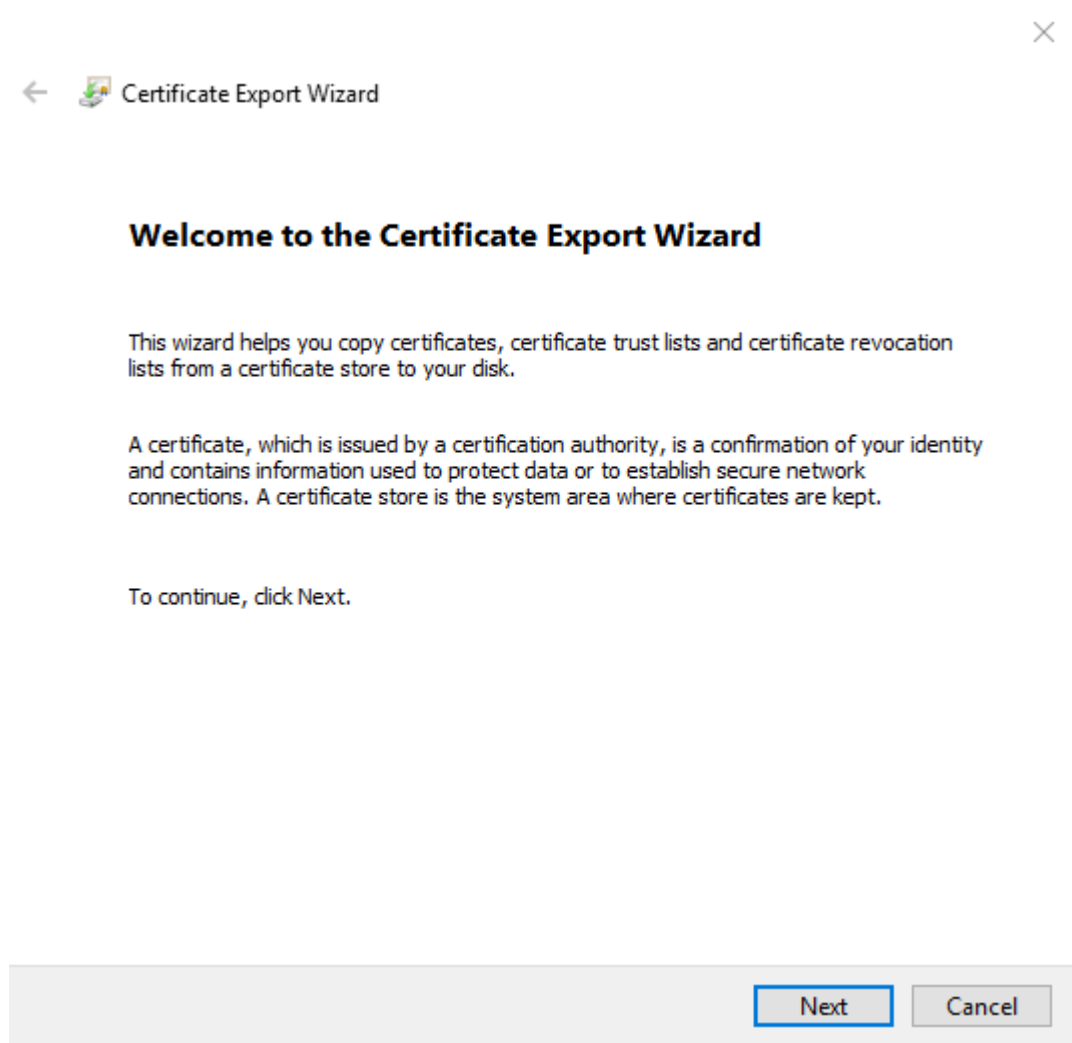 Certificate Export Wizard
Welcome to the Certificate Export Wizard
This wizard helps you copy certificates, certificate trust lists and certificate revocation
lists from a certificate store to your disk.
A certificate, which is issued by a certification authority, is a confirmation of your identity
and contains information used to protect data or to establish secure network
connections. A certificate store is the system area where certificates are kept.
To continue, click Next.
Next
Cancel